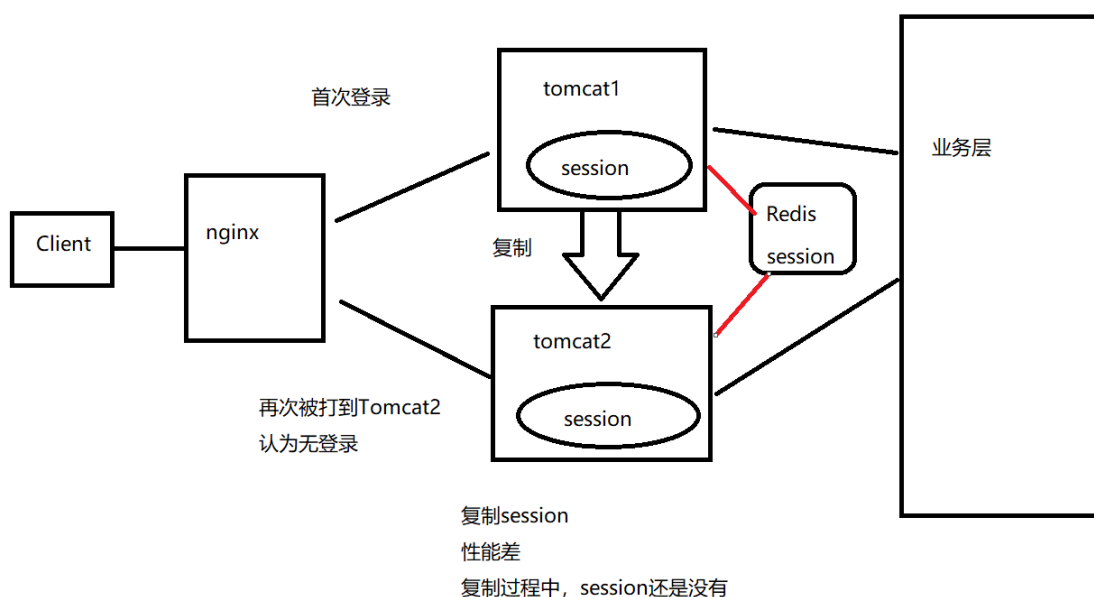 首次登录
tomcat1
session
业务层
Client
nginx
复制
Redis
session
tomcat2
session
再次被打到Tomcat2
认为无登录
复制session
性能差
复制过程中，session还是没有